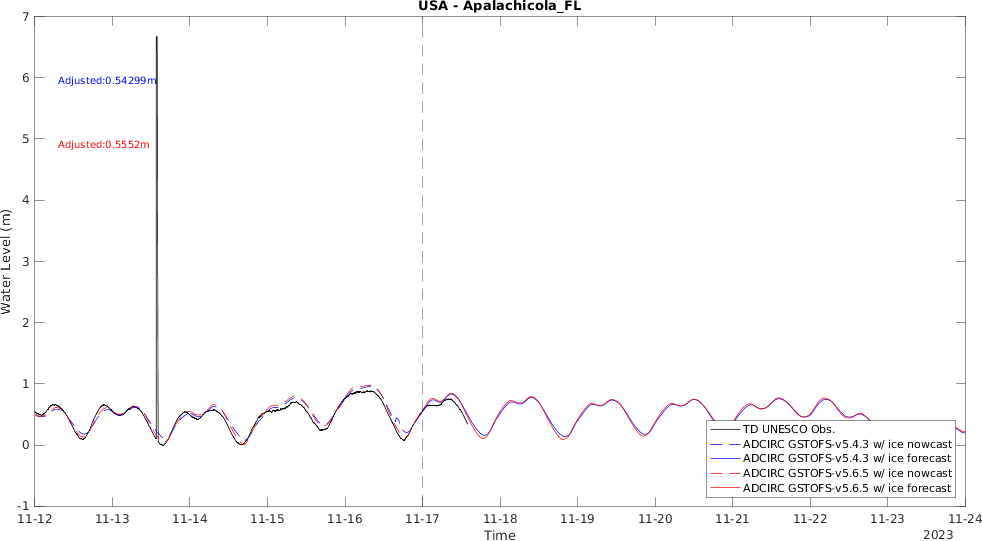 USA - Apalachicola_FL
7
6
5
4
3
2
1
0
-1
Water Level (m)
Adjusted:0.54299m
Adjusted:0.5552m
TD UNESCO Obs.
ADCIRC GSTOFS-v5.4.3 w/ ice nowcast
ADCIRC GSTOFS-v5.4.3 w/ ice forecast
ADCIRC GSTOFS-v5.6.5 w/ ice nowcast
ADCIRC GSTOFS-v5.6.5 w/ ice forecast
11-12 11-13 11-14 11-15 11-16 11-17 11-18 11-19 11-20 11-21 11-22 11-23 11-24
Time
2023